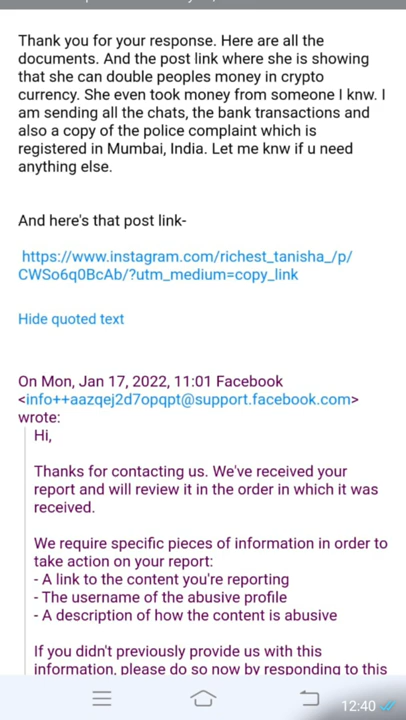 Thank you for your response. Here are all the
documents. And the post link where she is showing
that she can double peoples money in crypto
currency. She even took money from someone I knw. I
am sending all the chats, the bank transactions and
also a copy of the police complaint which is
registered in Mumbai, India. Let me knw if u need
anything else.
And here's that post link-
https://www.instagram.com/richest_tanisha_/p/
CWSo6q0BcAb/?utm_medium=copy_link
Hide quoted text
On Mon, Jan 17, 2022, 11:01 Facebook
<info++aazqej2d7opqpt@support.facebook.com>
wrote:
Hi,
Thanks for contacting us. We've received your
report and will review it in the order in which it was
received.
We require specific pieces of information in order to
take action on your report:
- A link to the content you're reporting
- The username of the abusive profile
- A description of how the content is abusive
If you didn't previously provide us with this
information, please do so now by responding to this
12:40